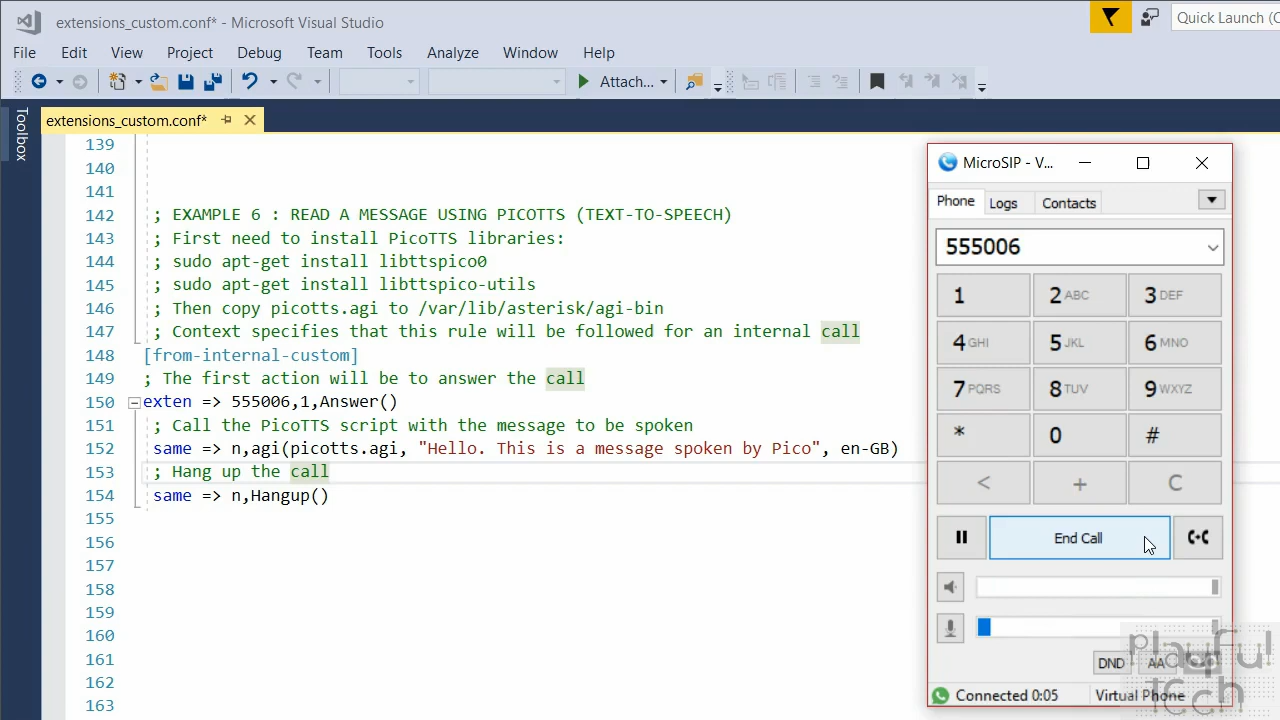 extensions_custom.conf* - Microsoft Visual Studio
Quick Launch (C
File Edit View Project Debug Team Tools Analyze Window Help
Attach...
Toolbox
extensions_custom.conf*
139
140
141
142 ; EXAMPLE 6 : READ A MESSAGE USING PICOTTS (TEXT-TO-SPEECH)
143 ; First need to install PicoTTS libraries:
144 ; sudo apt-get install libttspico0
145 ; sudo apt-get install libttspico-utils
146 ; Then copy picotts.agi to /var/lib/asterisk/agi-bin
147 ; Context specifies that this rule will be followed for an internal call
148 [from-internal-custom]
149 ; The first action will be to answer the call
150 exten => 555006,1,Answer()
151 ; Call the PicoTTS script with the message to be spoken
152 same => n,agi(picotts.agi, "Hello. This is a message spoken by Pico", en-GB)
153 ; Hang up the call
154 same => n,Hangup()
155
156
157
158
159
160
161
162
163
MicroSIP - V...
Phone Logs Contacts
555006
1 2 ABC 3 DEF
4 GHI 5 JKL 6 MNO
7 PQRS 8 TUV 9 WXYZ
* 0 #
< + C
End Call
DND AA
Connected 0:05 Virtual Phone
playful
tech